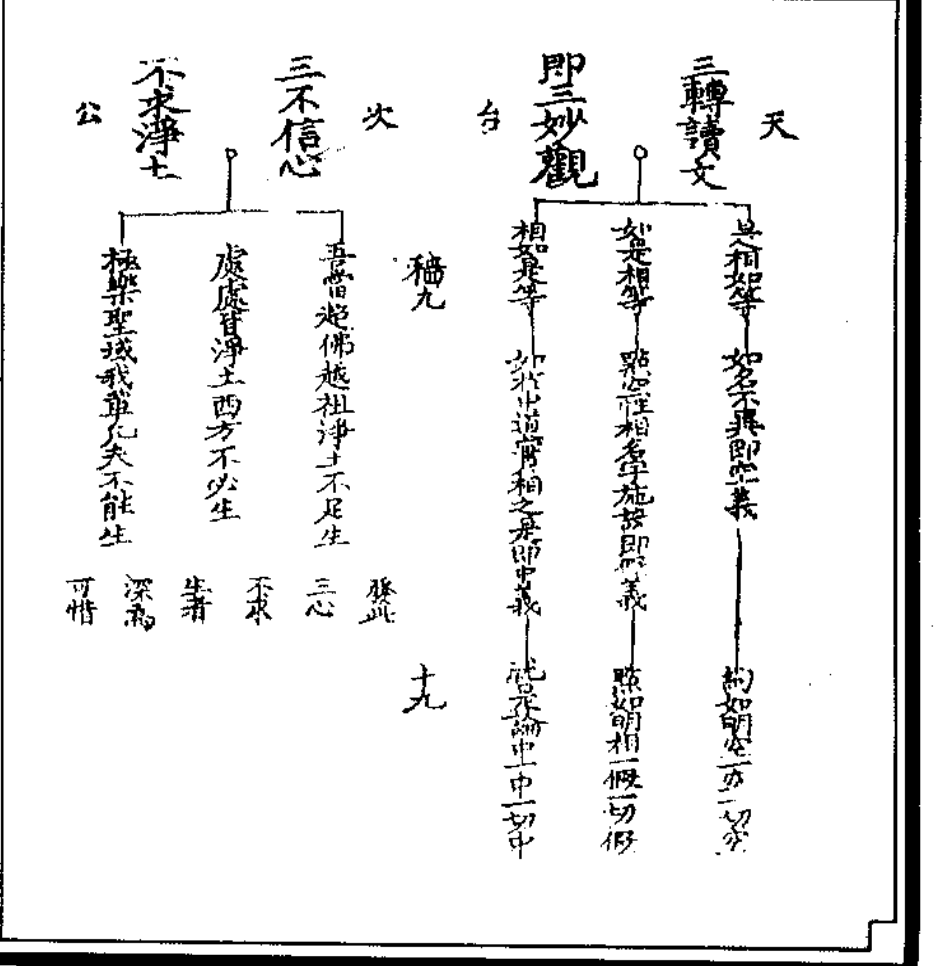 天
三轉讀文
即三妙觀
台
是相如等
如名不異即空義
約如明空一空一切空
如是相等
點空性相名字施設即假義
點如明相一假一切假
相如是等
如於中道實相之是即中義
就是論中一中一切中
次
三不信心
不求淨土
公
稱九
吾當超佛越祖淨土不足生
處處皆淨土西方不必生
極樂聖域我輩凡夫不能生
發此
三心
不求
生者
深為
可惜
十九